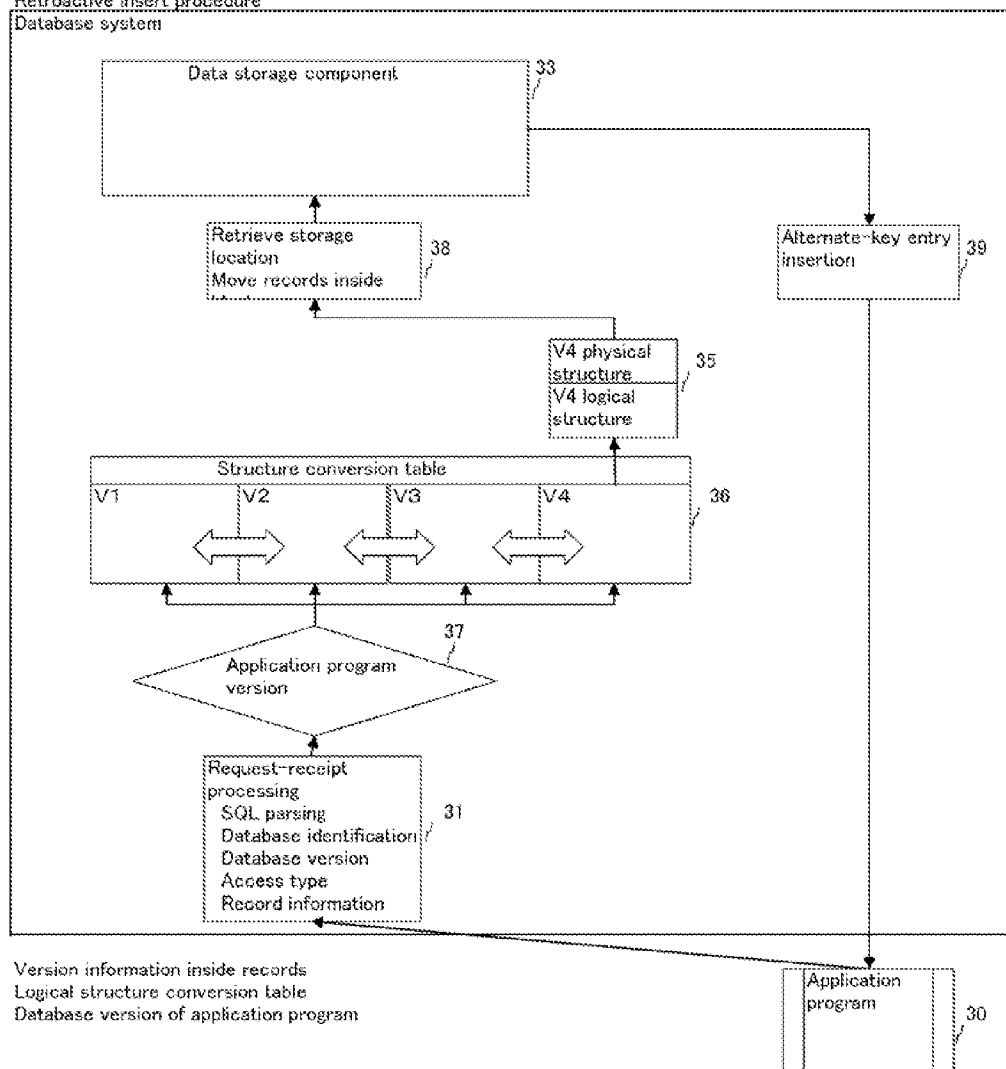 Retroactive insert procedure
Database system
Data storage component
33
Retrieve storage
location
Move records inside
38
Alternate-key entry
insertion
39
V4 physical
structure
V4 logical
structure
35
Structure conversion table
V1
V2
V3
V4
36
37
Application program
version
Request-receipt
processing
SQL parsing
Database identification
Database version
Access type
Record information
31
Version information inside records
Logical structure conversion table
Database version of application program
Application
program
30